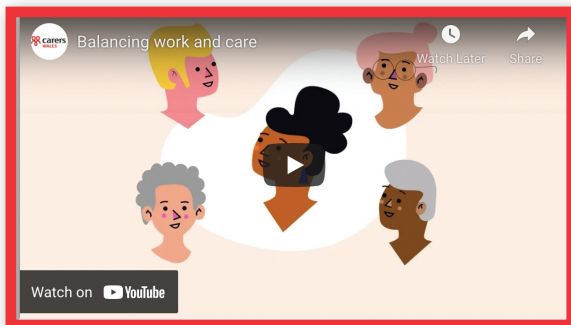 carers
WALES
Balancing work and care
Watch Later
Share
Watch on YouTube